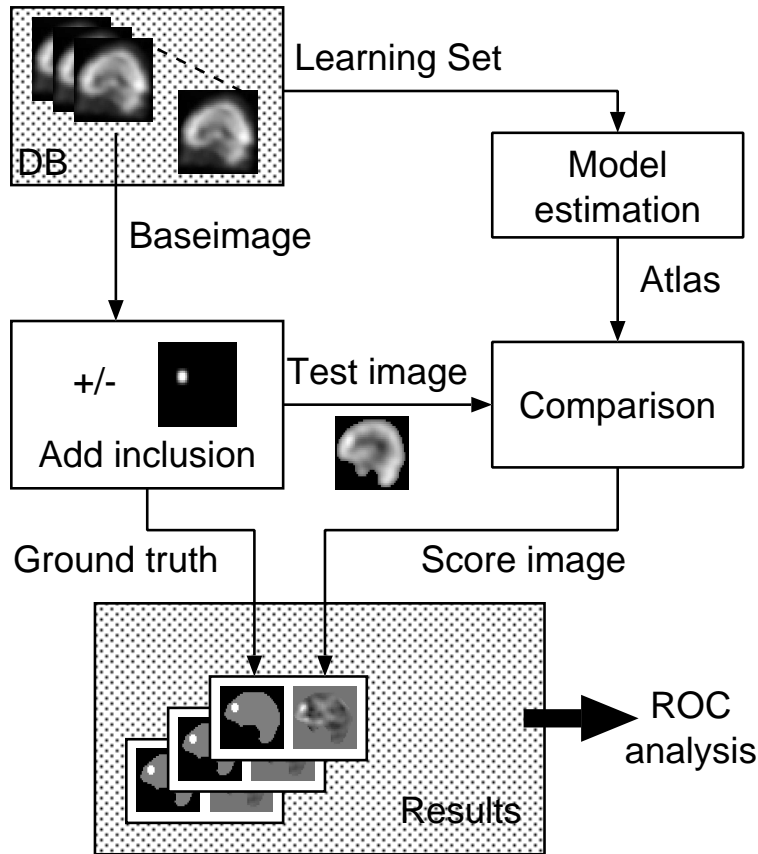 Learning Set
DB
Model
estimation
Baseimage
Atlas
+/-
Test image
Add inclusion
Comparison
Ground truth
Score image
ROC
analysis
Results